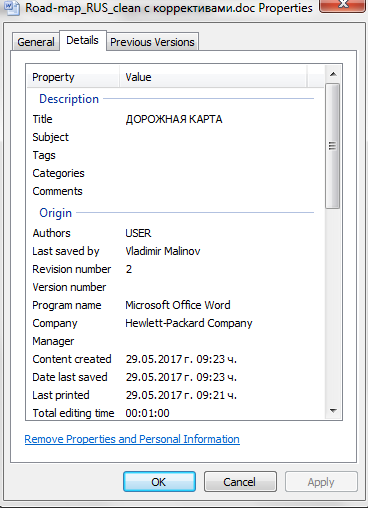 Road-map_RUS_clean с коррективами.doc Properties
General Details Previous Versions
Property Value
Description
Title ДОРОЖНАЯ КАРТА
Subject
Tags
Categories
Comments
Origin
Authors USER
Last saved by Vladimir Malinov
Revision number 2
Version number
Program name Microsoft Office Word
Company Hewlett-Packard Company
Manager
Content created 29.05.2017 г. 09:23 ч.
Date last saved 29.05.2017 г. 09:23 ч.
Last printed 29.05.2017 г. 09:21 ч.
Total editing time 00:01:00
Remove Properties and Personal Information
OK Cancel Apply